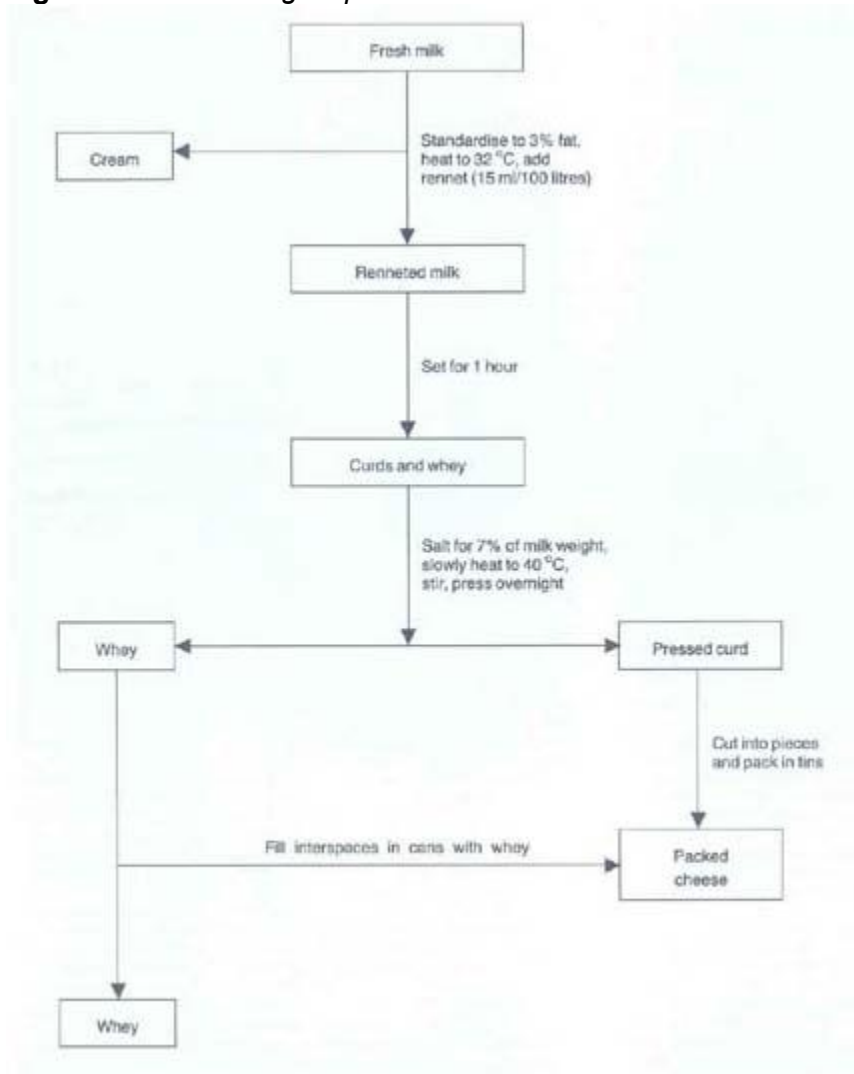 Fresh milk
Cream
Standardise to 3% fat,
heat to 32 °C, add
rennet (15 ml/100 litres)
Renneted milk
Set for 1 hour
Curds and whey
Salt for 7% of milk weight,
slowly heat to 40 °C,
stir, press overnight
Whey
Pressed curd
Cut into pieces
and pack in tins
Fill interspaces in cans with whey
Packed
cheese
Whey